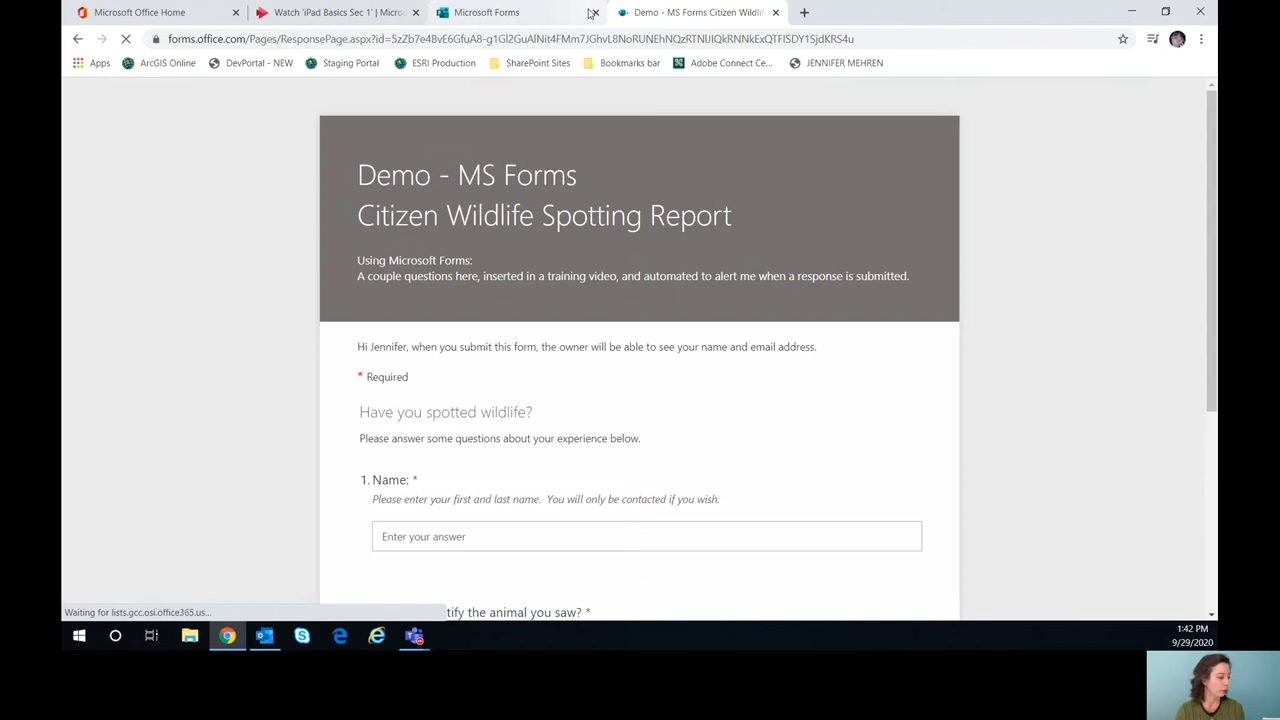 Microsoft Office Home
Watch 'iPad Basics Sec 1' | Micros
Microsoft Forms
Demo - MS Forms Citizen Wildlif
forms.office.com/Pages/ResponsePage.aspx?id=
Apps
ArcGIS Online
DevPortal - NEW
Staging Portal
ESRI Production
SharePoint Sites
Bookmarks bar
Adobe Connect Ce...
JENNIFER MEHREN
Demo - MS Forms
Citizen Wildlife Spotting Report
Using Microsoft Forms:
A couple questions here, inserted in a training video, and automated to alert me when a response is submitted.
Hi Jennifer, when you submit this form, the owner will be able to see your name and email address.
* Required
Have you spotted wildlife?
Please answer some questions about your experience below.
1. Name: *
Please enter your first and last name. You will only be contacted if you wish.
Enter your answer
tify the animal you saw? *
Waiting for lists.gcc.osi.office365.us...
1:42 PM
9/29/2020